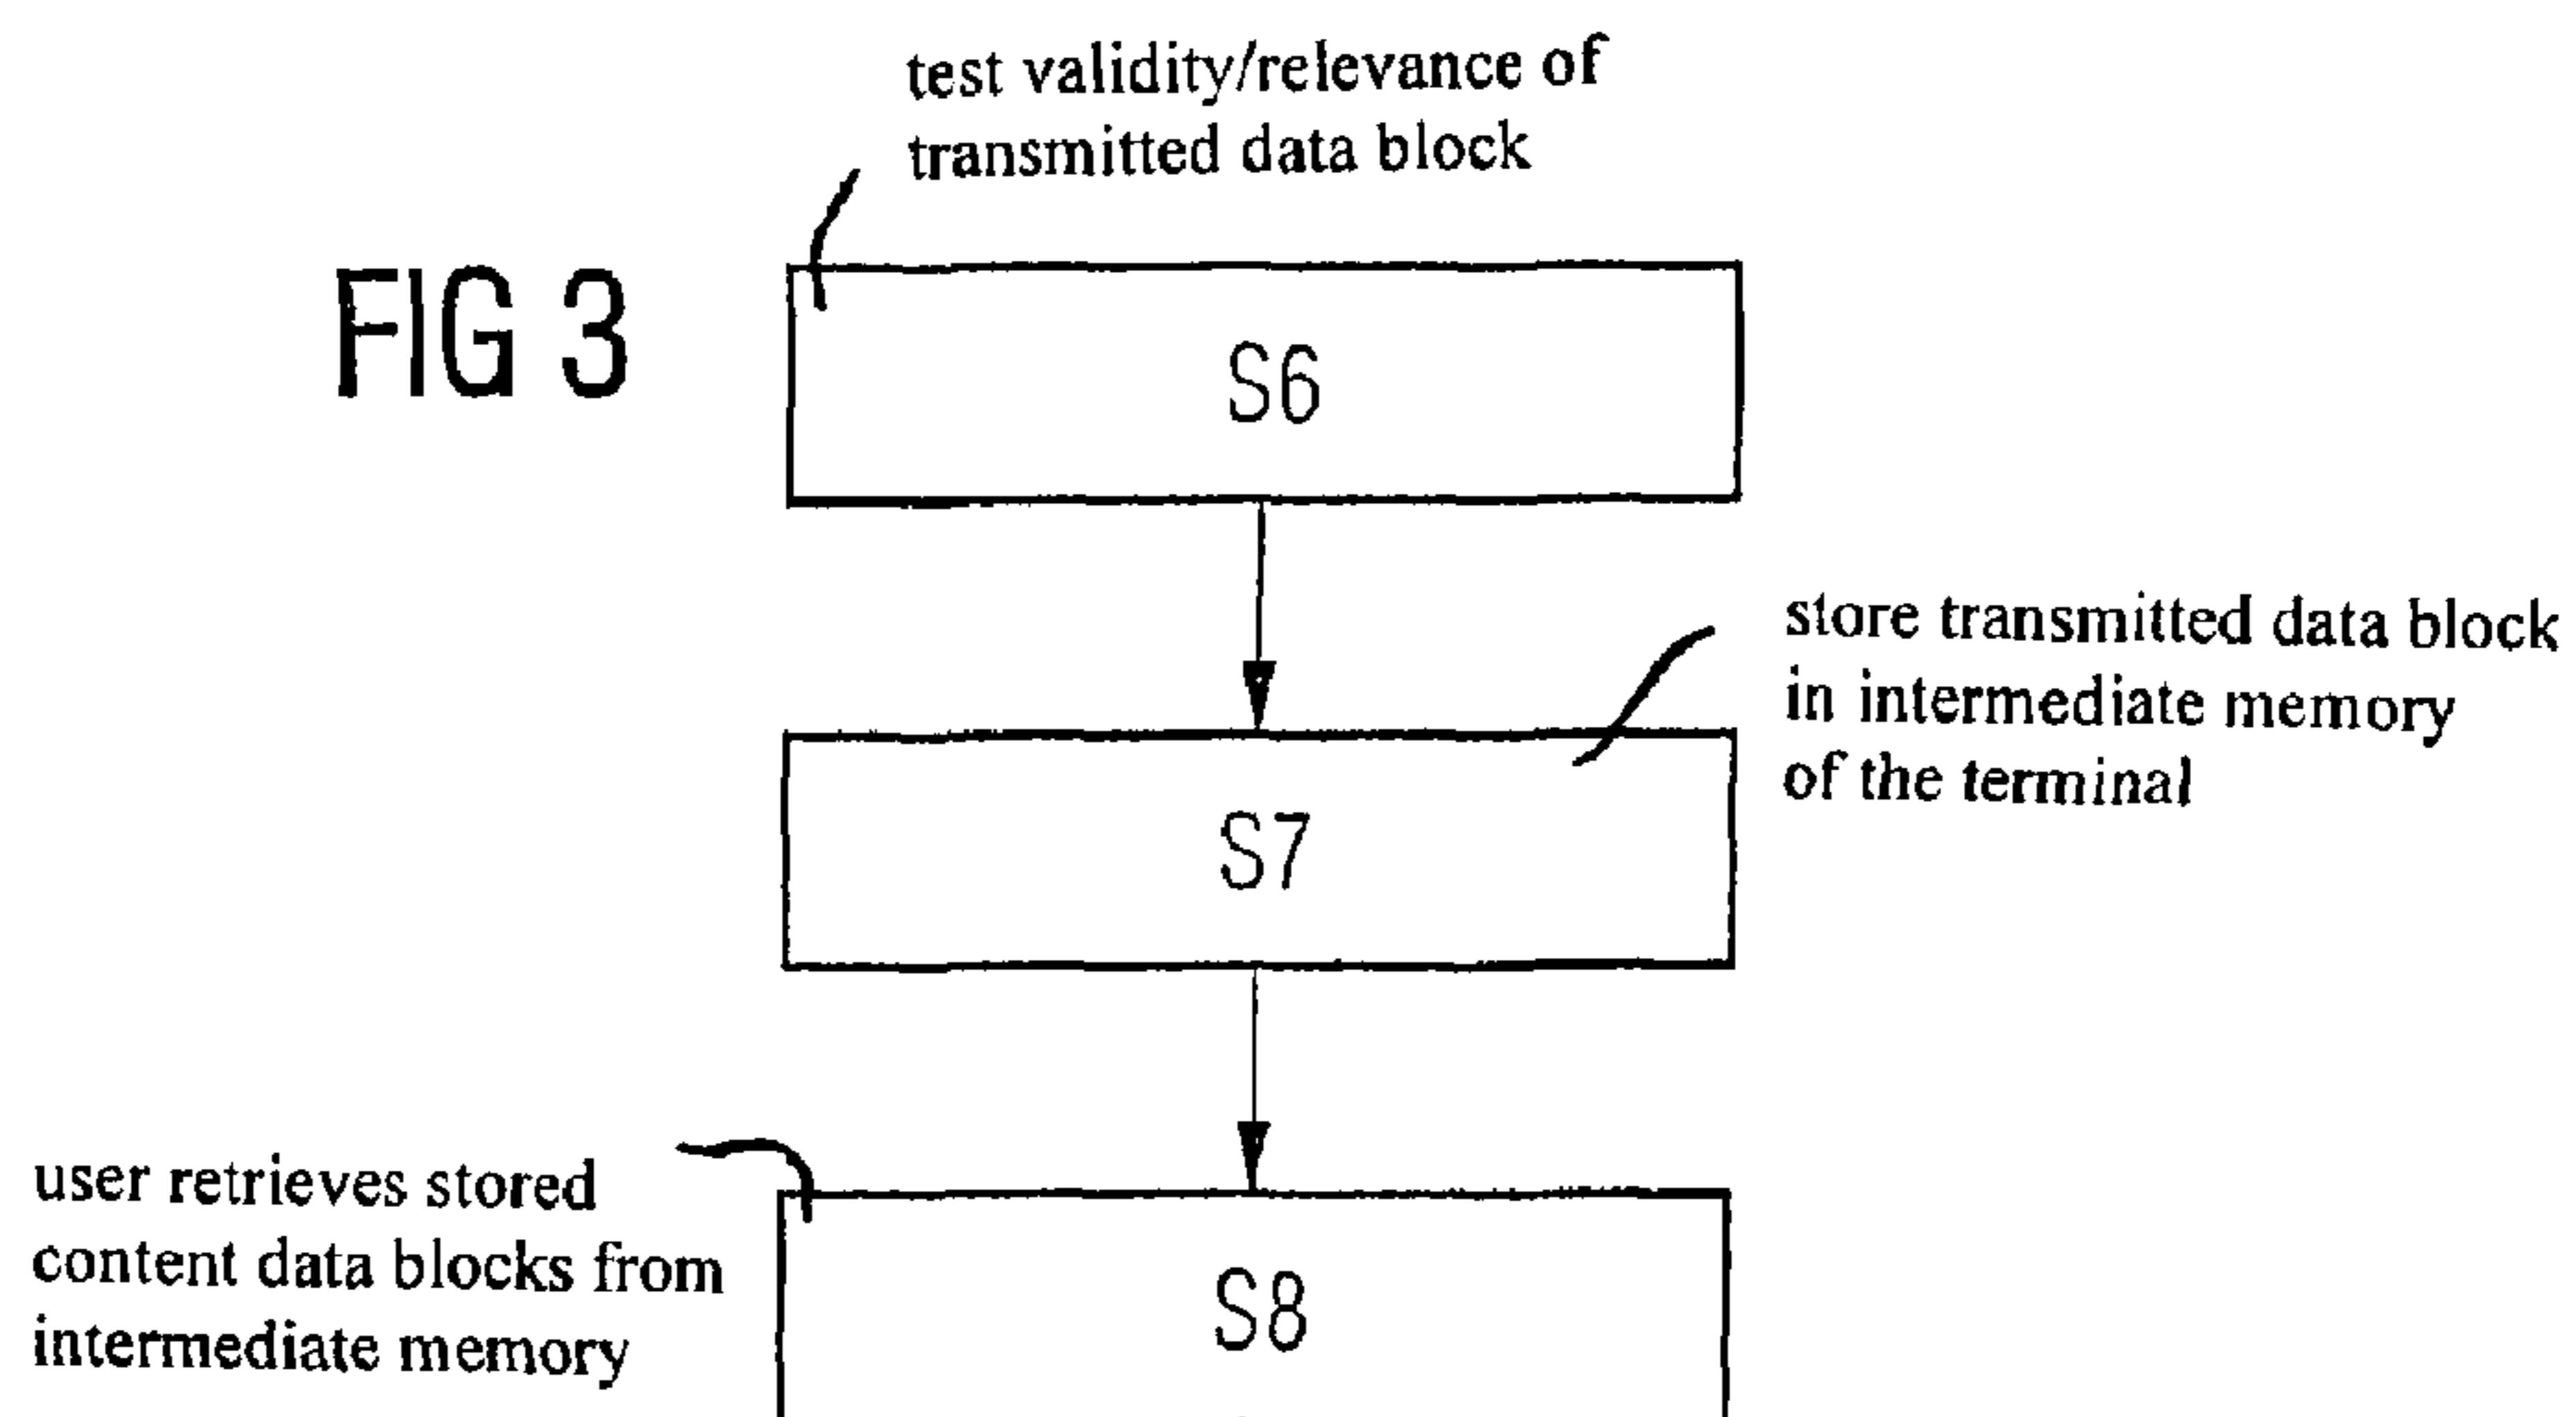 test validity/relevance of
transmitted data block
FIG 3
S6
store transmitted data block
in intermediate memory
of the terminal
S7
user retrieves stored
content data blocks from
intermediate memory
S8